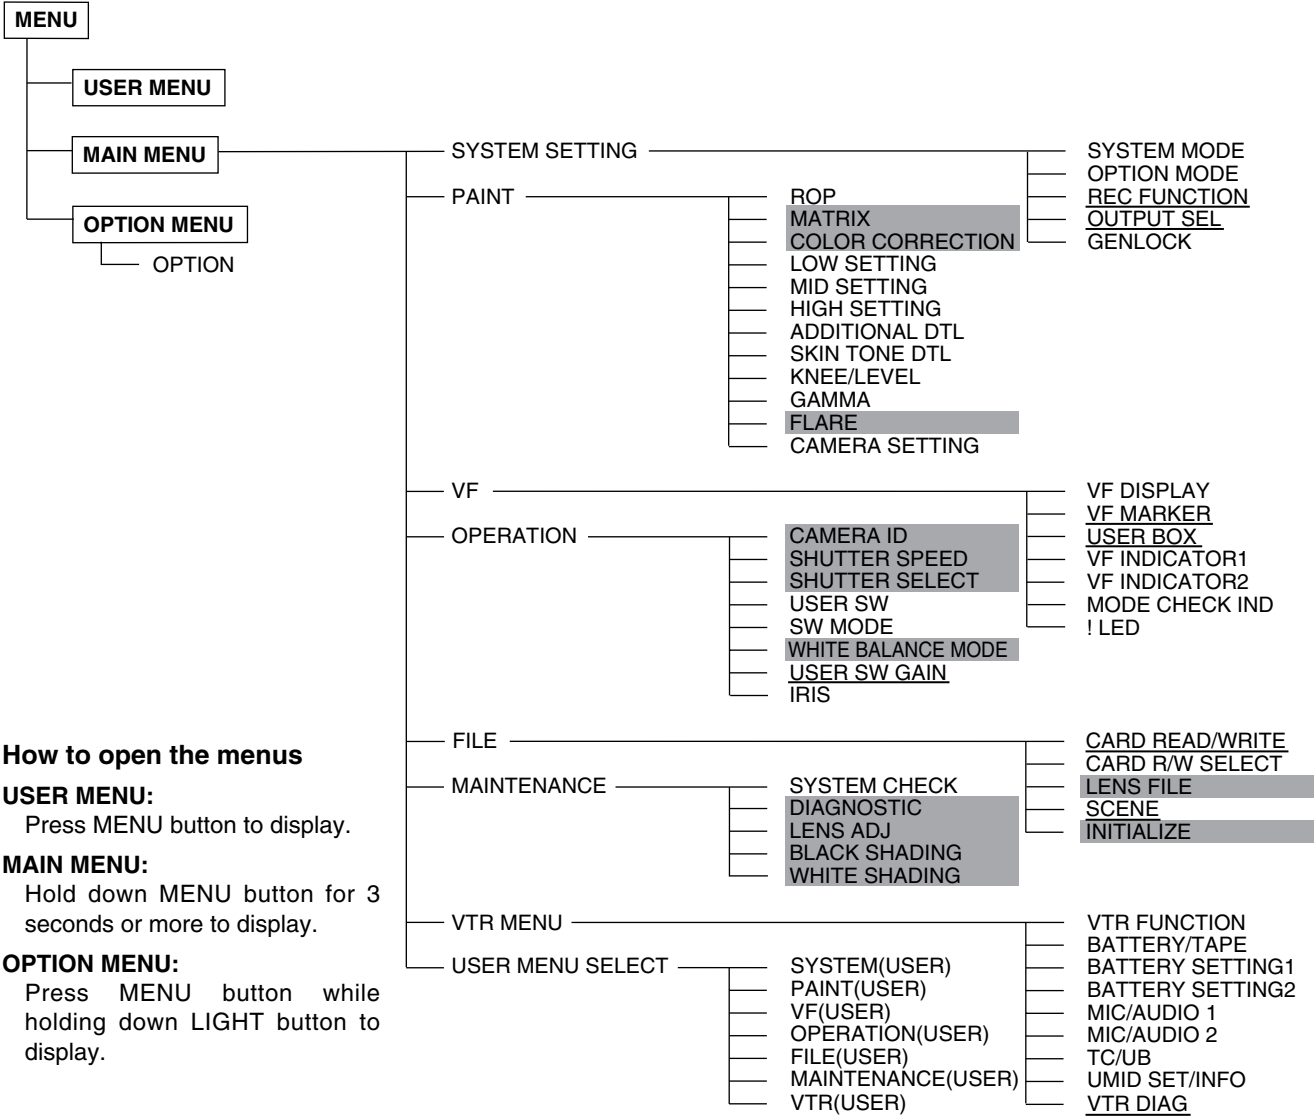 MENU
USER MENU
MAIN MENU
OPTION MENU
OPTION
SYSTEM SETTING
SYSTEM MODE
OPTION MODE
REC FUNCTION
OUTPUT SEL
GENLOCK
PAINT
ROP
MATRIX
COLOR CORRECTION
LOW SETTING
MID SETTING
HIGH SETTING
ADDITIONAL DTL
SKIN TONE DTL
KNEE/LEVEL
GAMMA
FLARE
CAMERA SETTING
VF
VF DISPLAY
VF MARKER
USER BOX
VF INDICATOR1
VF INDICATOR2
MODE CHECK IND
! LED
OPERATION
CAMERA ID
SHUTTER SPEED
SHUTTER SELECT
USER SW
SW MODE
WHITE BALANCE MODE
USER SW GAIN
IRIS
FILE
CARD READ/WRITE
CARD R/W SELECT
LENS FILE
SCENE
INITIALIZE
MAINTENANCE
SYSTEM CHECK
DIAGNOSTIC
LENS ADJ
BLACK SHADING
WHITE SHADING
VTR MENU
VTR FUNCTION
BATTERY/TAPE
BATTERY SETTING1
BATTERY SETTING2
MIC/AUDIO 1
MIC/AUDIO 2
TC/UB
UMID SET/INFO
VTR DIAG
USER MENU SELECT
SYSTEM(USER)
PAINT(USER)
VF(USER)
OPERATION(USER)
FILE(USER)
MAINTENANCE(USER)
VTR(USER)
How to open the menus
USER MENU:
Press MENU button to display.
MAIN MENU:
Hold down MENU button for 3
seconds or more to display.
OPTION MENU:
Press MENU button while
holding down LIGHT button to
display.